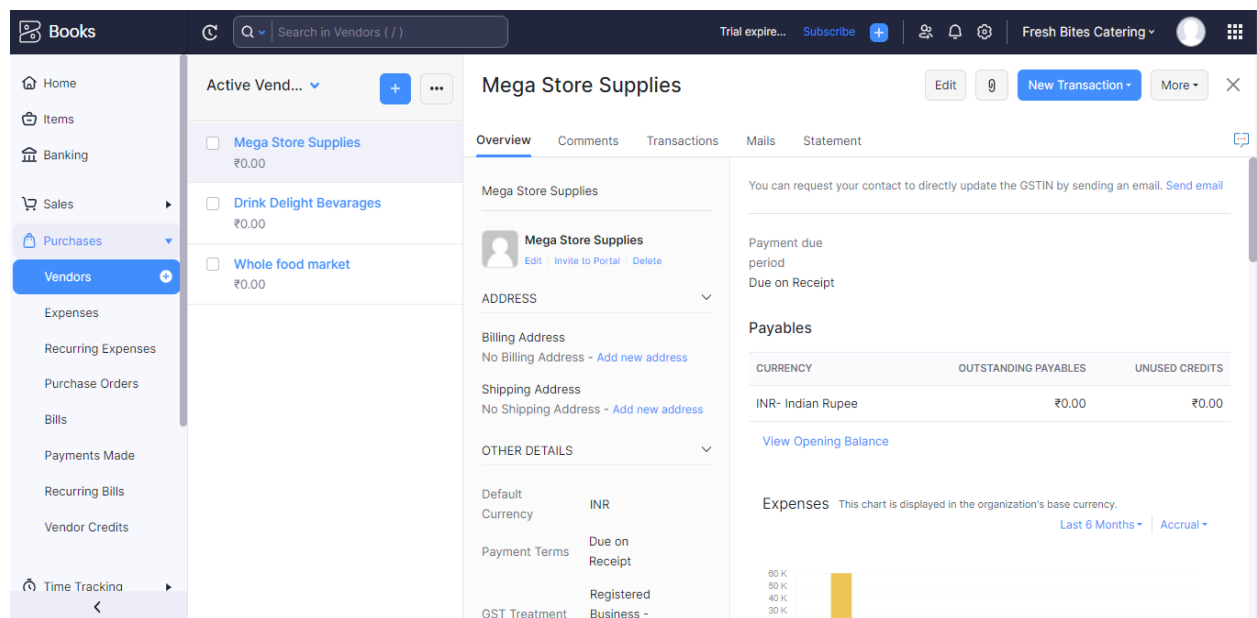 Books
Search in Vendors ( / )
Trial expire... Subscribe
Fresh Bites Catering
Home
Items
Banking
Sales
Purchases
Vendors
Expenses
Recurring Expenses
Purchase Orders
Bills
Payments Made
Recurring Bills
Vendor Credits
Time Tracking
Active Vend...
Mega Store Supplies
₹0.00
Drink Delight Bevarages
₹0.00
Whole food market
₹0.00
Mega Store Supplies
Edit
New Transaction
More
Overview Comments Transactions Mails Statement
Mega Store Supplies
Mega Store Supplies
Edit Invite to Portal Delete
ADDRESS
Billing Address
No Billing Address - Add new address
Shipping Address
No Shipping Address - Add new address
OTHER DETAILS
Default
Currency
INR
Payment Terms
Due on
Receipt
GST Treatment
Registered
Business -
You can request your contact to directly update the GSTIN by sending an email. Send email
Payment due
period
Due on Receipt
Payables
CURRENCY OUTSTANDING PAYABLES UNUSED CREDITS
INR- Indian Rupee ₹0.00 ₹0.00
View Opening Balance
Expenses This chart is displayed in the organization's base currency.
Last 6 Months Accrual
60 K
50 K
40 K
30 K